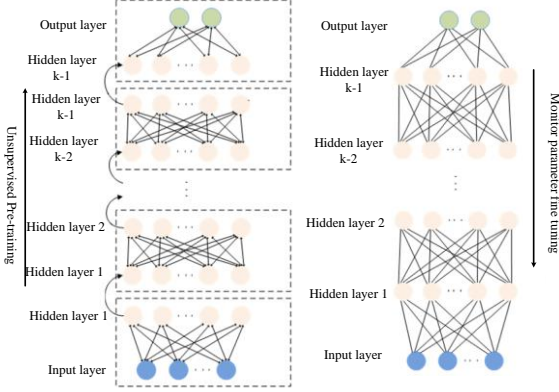 Output layer
Hidden layer
k-1
Hidden layer
k-1
Hidden layer
k-2
Hidden layer 2
Hidden layer 1
Hidden layer 1
Input layer
Unsupervised Pre-training
Output layer
Hidden layer
k-1
Hidden layer
k-2
Hidden layer 2
Hidden layer 1
Input layer
Monitor parameter fine tuning